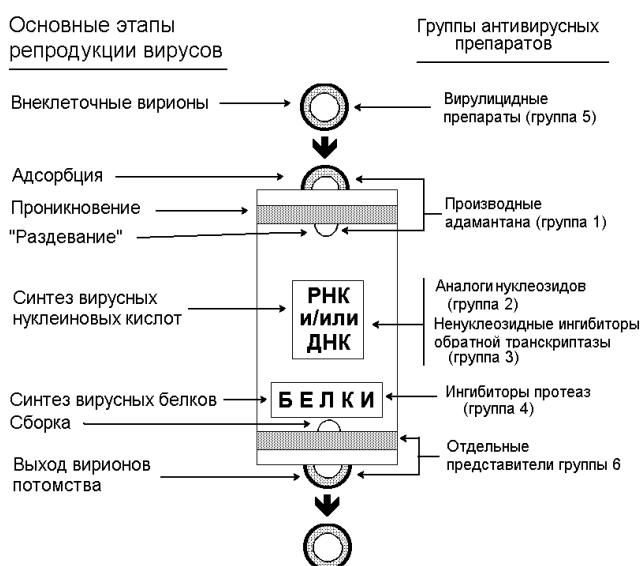 Основные этапы
репродукции вирусов
Группы антивирусных
препаратов
Внеклеточные вирионы
Вирулицидные
препараты (группа 5)
Адсорбция
Проникновение
"Раздевание"
Производные
адамантана (группа 1)
Синтез вирусных
нуклеиновых кислот
РНК
и/или
ДНК
Аналоги нуклеозидов
(группа 2)
Ненуклеозидные ингибиторы
обратной транскриптазы
(группа 3)
Синтез вирусных белков
БЕЛКИ
Ингибиторы протеаз
(группа 4)
Сборка
Выход вирионов
потомства
Отдельные
представители группы 6